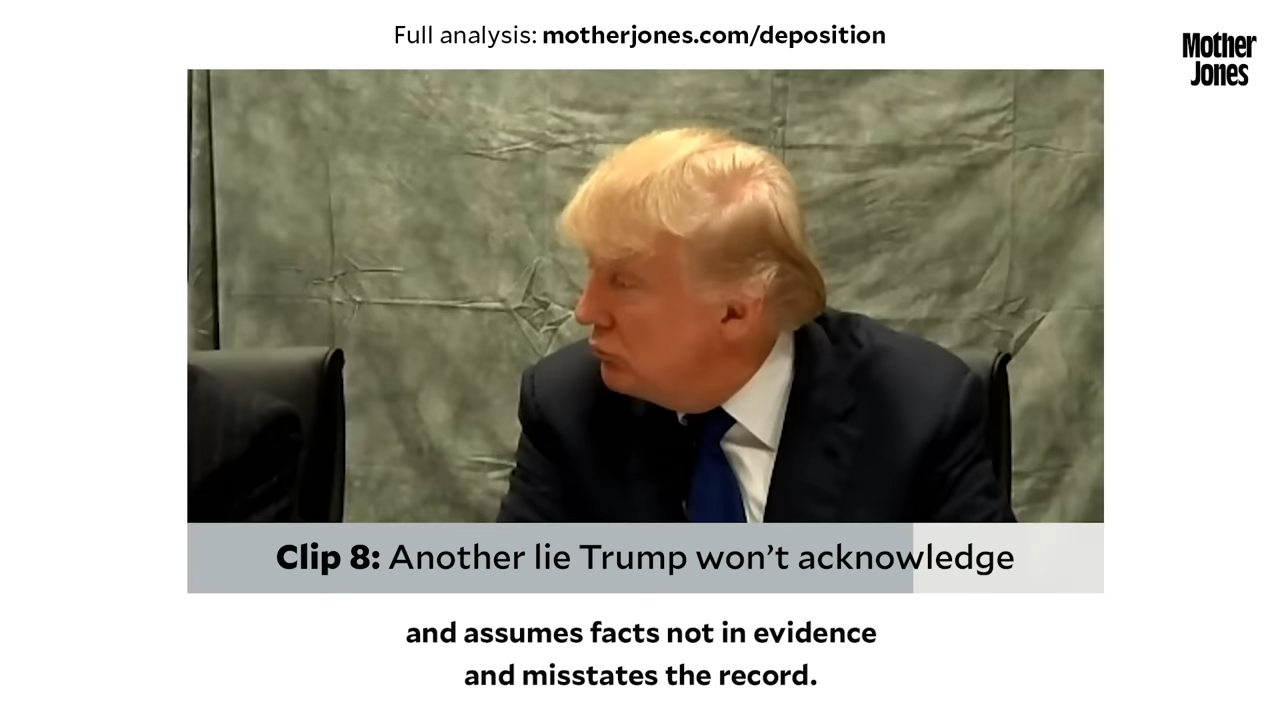 Full analysis: motherjones.com/deposition
Mother
Jones
Clip 8: Another lie Trump won’t acknowledge
and assumes facts not in evidence
and misstates the record.